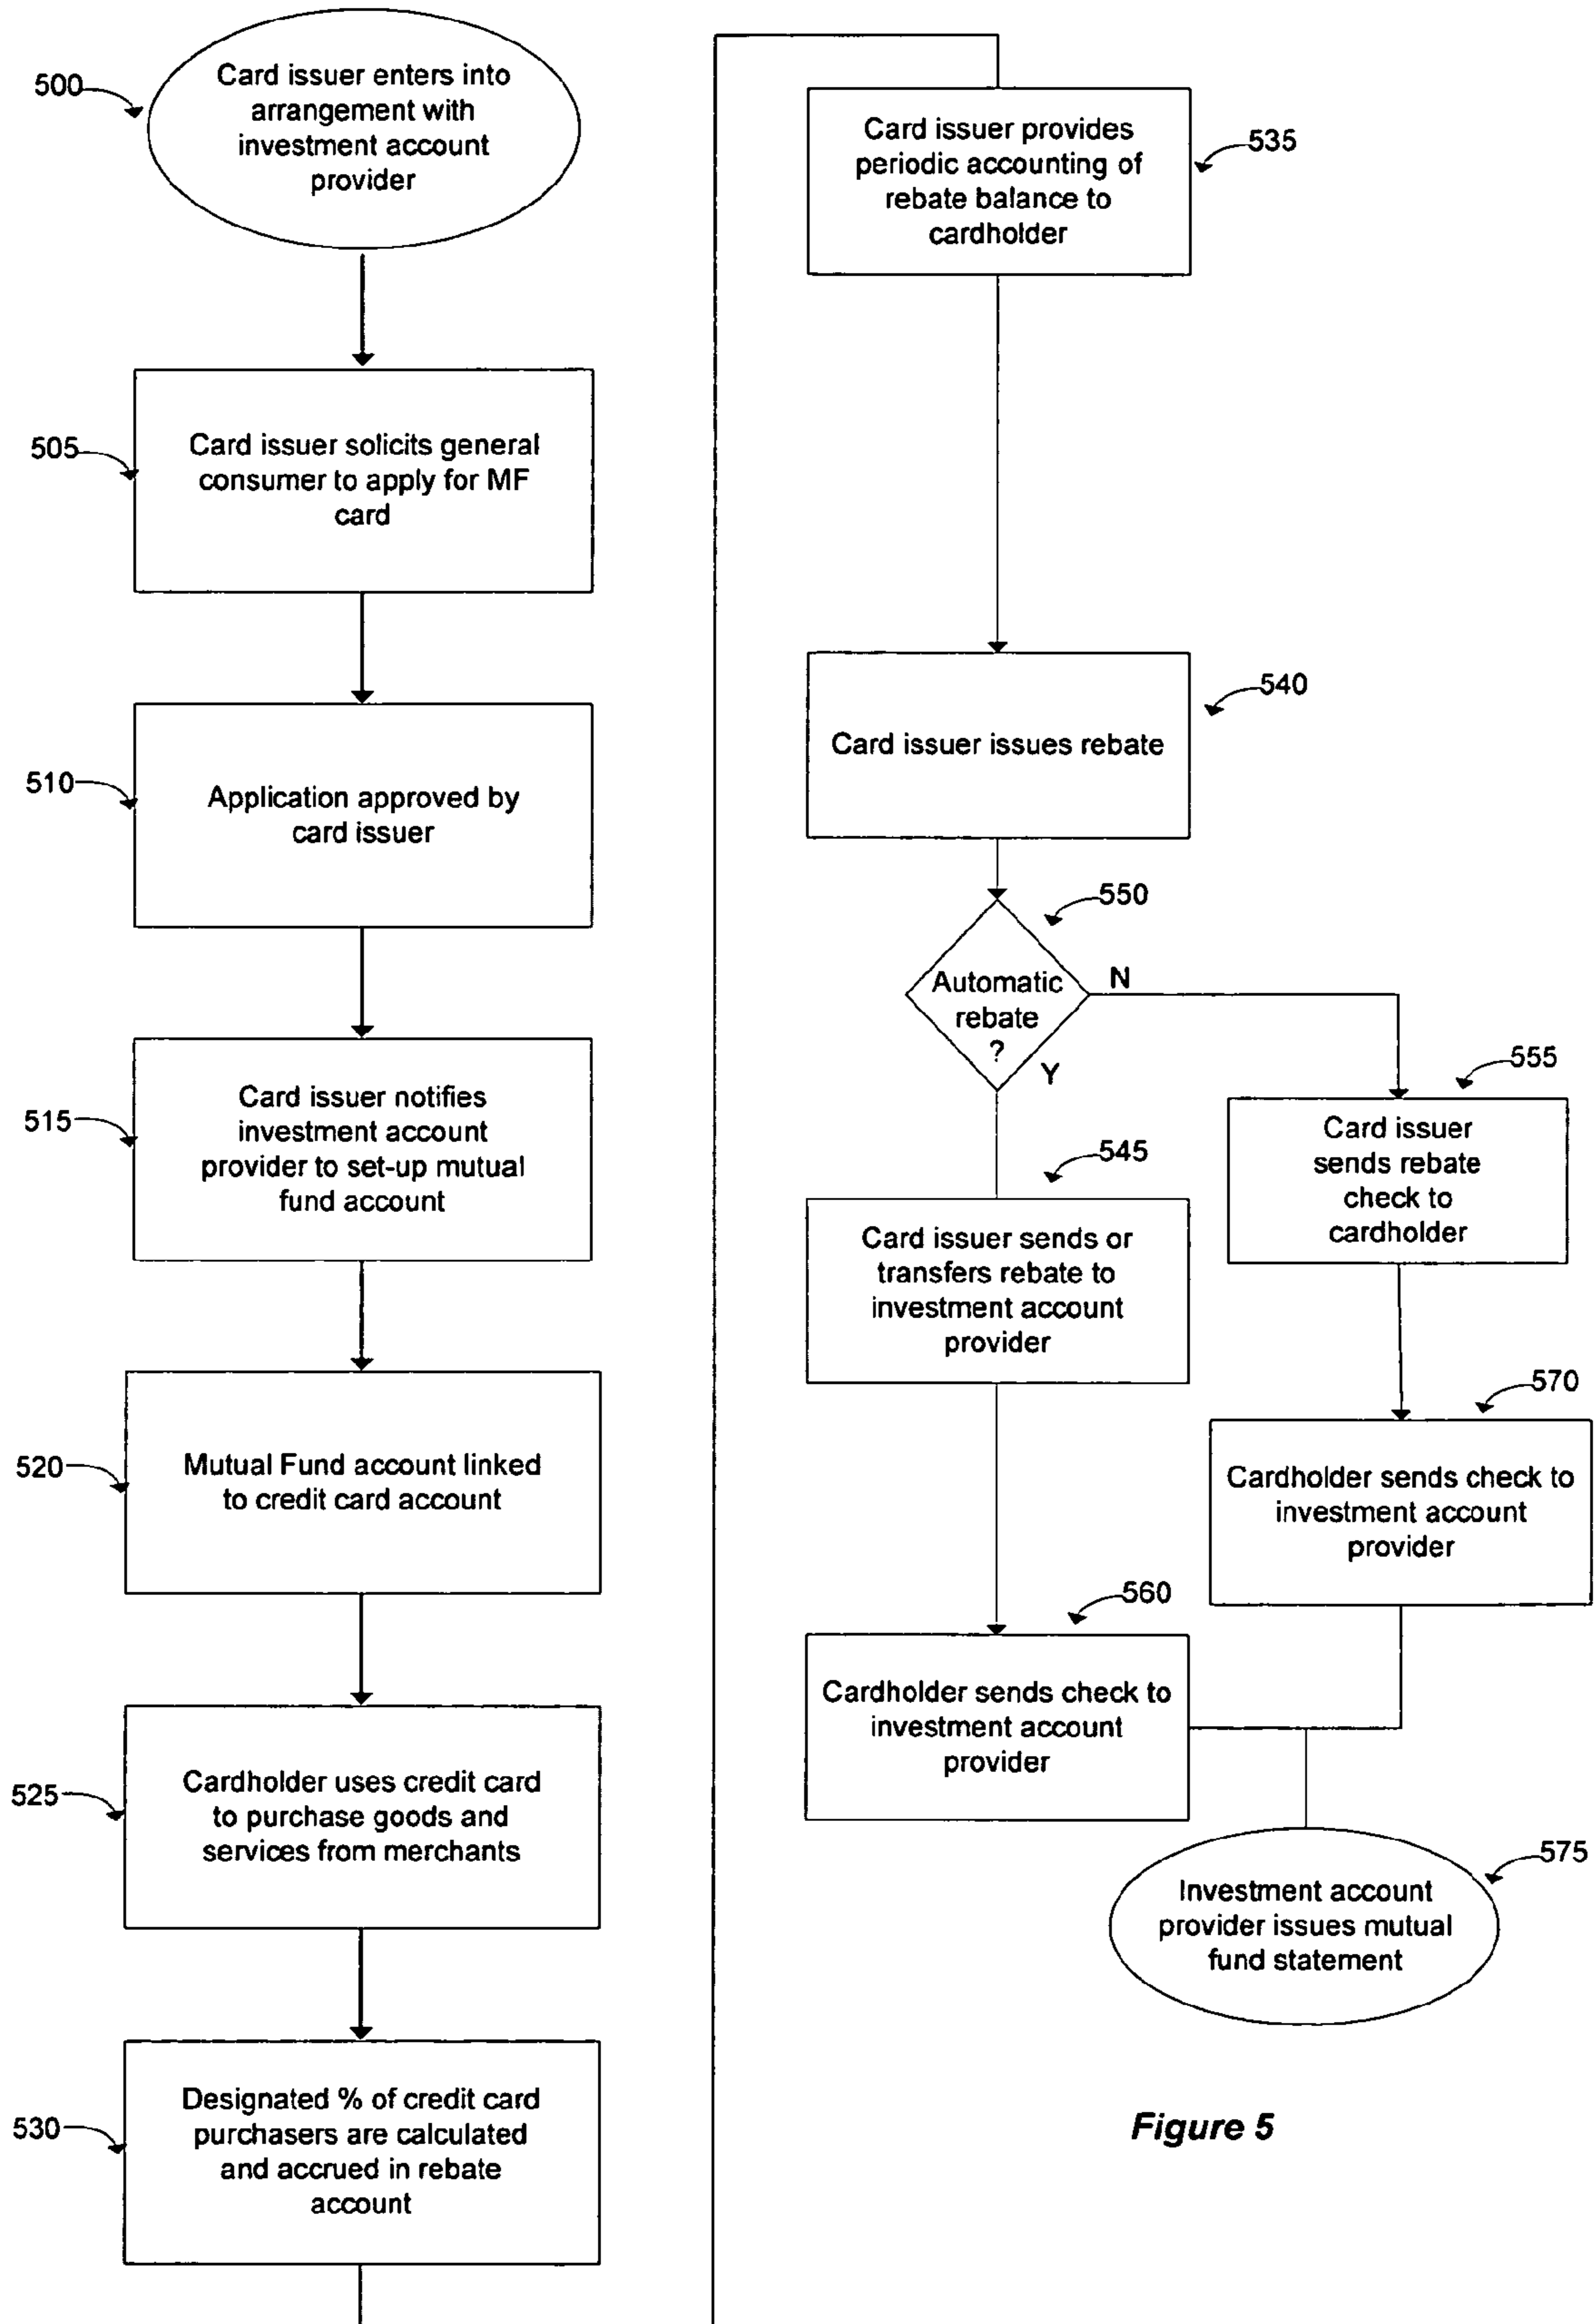 500
Card issuer enters into
arrangement with
investment account
provider
505
Card issuer solicits general
consumer to apply for MF
card
510
Application approved by
card issuer
515
Card issuer notifies
investment account
provider to set-up mutual
fund account
520
Mutual Fund account linked
to credit card account
525
Cardholder uses credit card
to purchase goods and
services from merchants
530
Designated % of credit card
purchasers are calculated
and accrued in rebate
account
Card issuer provides
periodic accounting of
rebate balance to
cardholder
535
540
Card issuer issues rebate
550
Automatic
rebate
?
N
Y
555
Card issuer
sends rebate
check to
cardholder
545
Card issuer sends or
transfers rebate to
investment account
provider
570
Cardholder sends check to
investment account
provider
560
Cardholder sends check to
investment account
provider
575
Investment account
provider issues mutual
fund statement
Figure 5